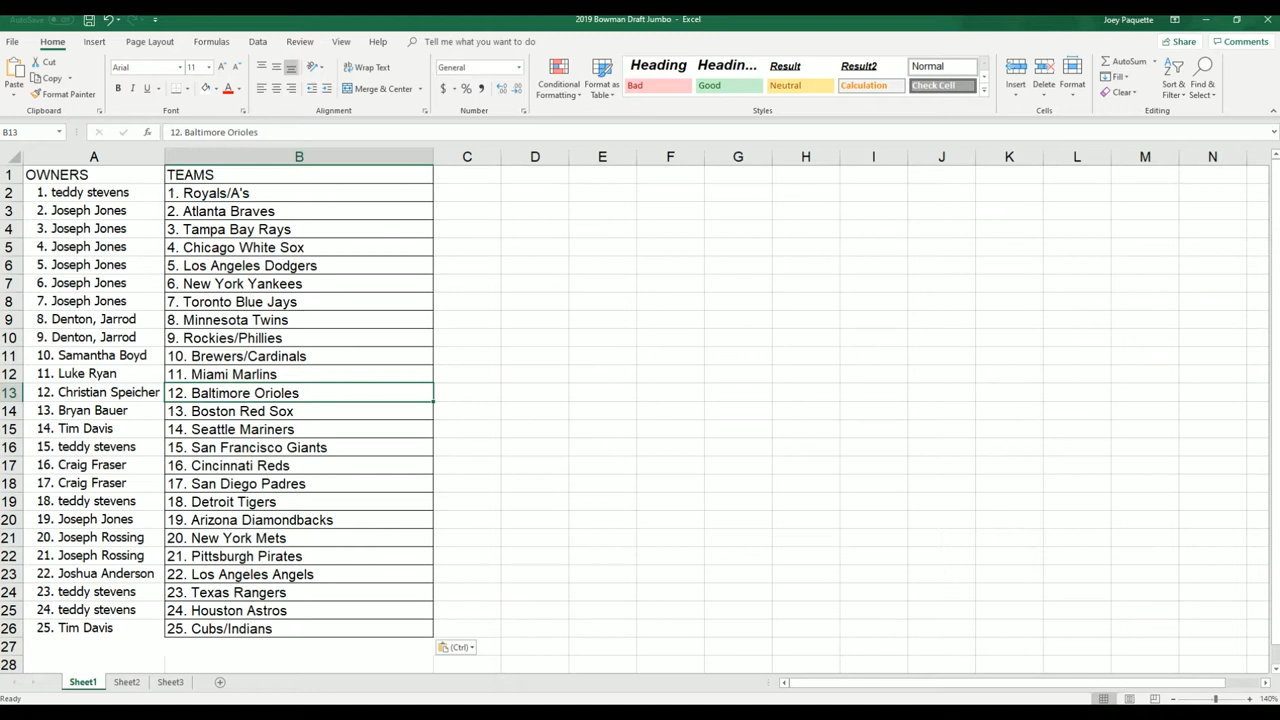 AutoSave Off
2019 Bowman Draft Jumbo - Excel
Joey Paquette
File Home Insert Page Layout Formulas Data Review View Help Tell me what you want to do
Share Comments
Paste
Cut
Copy
Format Painter
Clipboard
Arial 11
B I U
Font
Wrap Text
Merge & Center
Alignment
General
$ % ,
Number
Conditional Formatting
Format as Table
Heading Headin... Result Result2 Normal
Bad Good Neutral Calculation Check Cell
Styles
Insert Delete Format
Cells
AutoSum
Fill
Clear
Sort & Filter
Find & Select
Editing
B13 fx 12. Baltimore Orioles
A B C D E F G H I J K L M N
1 OWNERS TEAMS
2 1. teddy stevens 1. Royals/A's
3 2. Joseph Jones 2. Atlanta Braves
4 3. Joseph Jones 3. Tampa Bay Rays
5 4. Joseph Jones 4. Chicago White Sox
6 5. Joseph Jones 5. Los Angeles Dodgers
7 6. Joseph Jones 6. New York Yankees
8 7. Joseph Jones 7. Toronto Blue Jays
9 8. Denton, Jarrod 8. Minnesota Twins
10 9. Denton, Jarrod 9. Rockies/Phillies
11 10. Samantha Boyd 10. Brewers/Cardinals
12 11. Luke Ryan 11. Miami Marlins
13 12. Christian Speicher 12. Baltimore Orioles
14 13. Bryan Bauer 13. Boston Red Sox
15 14. Tim Davis 14. Seattle Mariners
16 15. teddy stevens 15. San Francisco Giants
17 16. Craig Fraser 16. Cincinnati Reds
18 17. Craig Fraser 17. San Diego Padres
19 18. teddy stevens 18. Detroit Tigers
20 19. Joseph Jones 19. Arizona Diamondbacks
21 20. Joseph Rossing 20. New York Mets
22 21. Joseph Rossing 21. Pittsburgh Pirates
23 22. Joshua Anderson 22. Los Angeles Angels
24 23. teddy stevens 23. Texas Rangers
25 24. teddy stevens 24. Houston Astros
26 25. Tim Davis 25. Cubs/Indians
27 (Ctrl)
28
Sheet1 Sheet2 Sheet3
Ready
140%